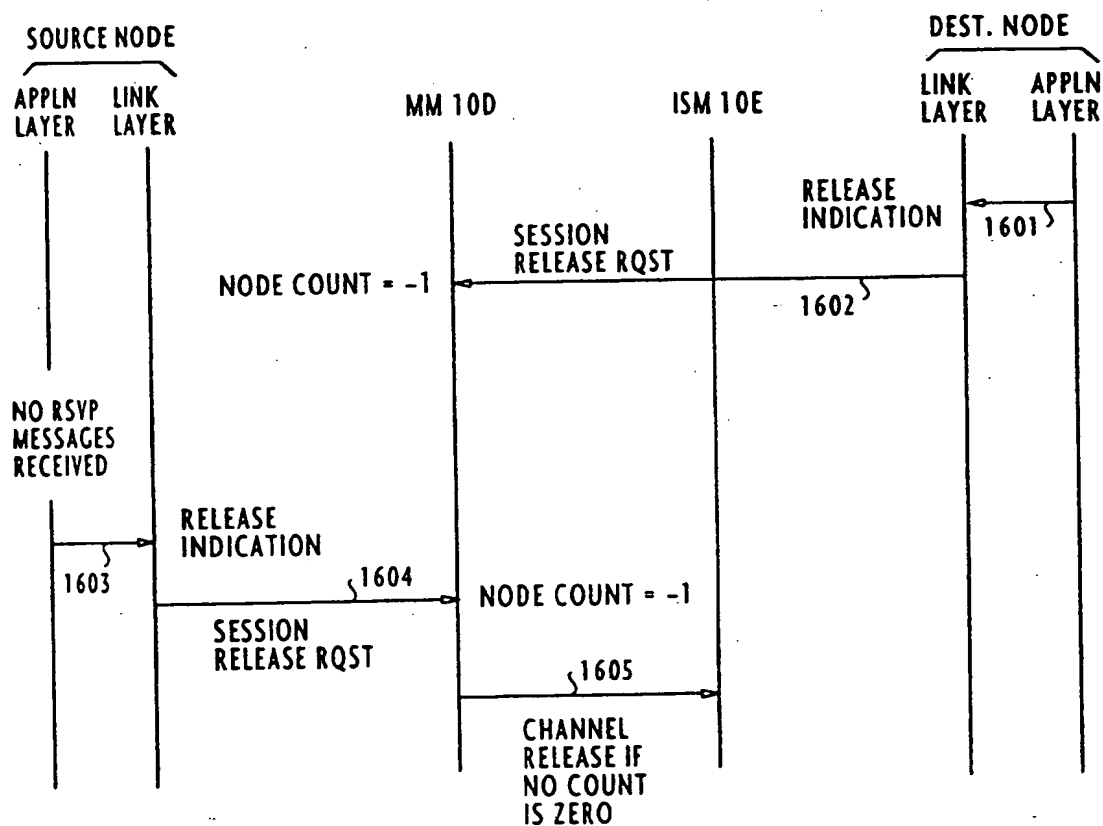 SOURCE NODE
DEST. NODE
APPLN
LAYER
LINK
LAYER
MM 10D
ISM 10E
LINK
LAYER
APPLN
LAYER
RELEASE
INDICATION
1601
SESSION
RELEASE RQST
NODE COUNT = -1
1602
NO RSVP
MESSAGES
RECEIVED
RELEASE
INDICATION
1603
1604
NODE COUNT = -1
SESSION
RELEASE RQST
1605
CHANNEL
RELEASE IF
NO COUNT
IS ZERO